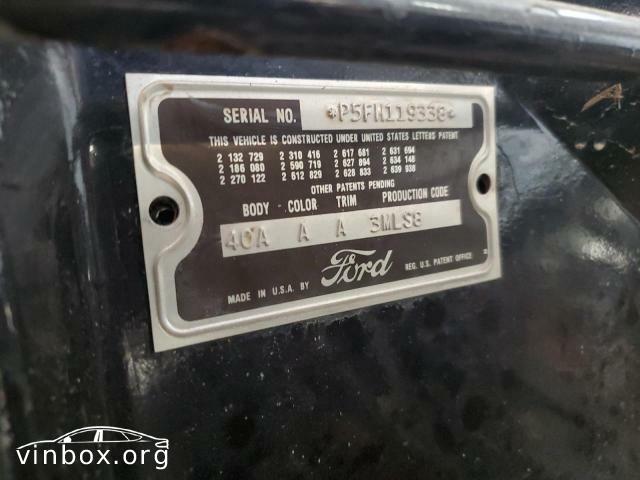 SERIAL NO. *P5FH119338*
THIS VEHICLE IS CONSTRUCTED UNDER UNITED STATES LETTERS PATENT
2 132 729 2 310 416 2 617 681 2 631 694
2 186 080 2 590 719 2 627 894 2 634 148
2 270 122 2 612 829 2 628 833 2 639 938
OTHER PATENTS PENDING
BODY COLOR TRIM PRODUCTION CODE
40A A A 3MLS8
MADE IN U.S.A. BY Ford REG. U.S. PATENT OFFICE
vinbox.org